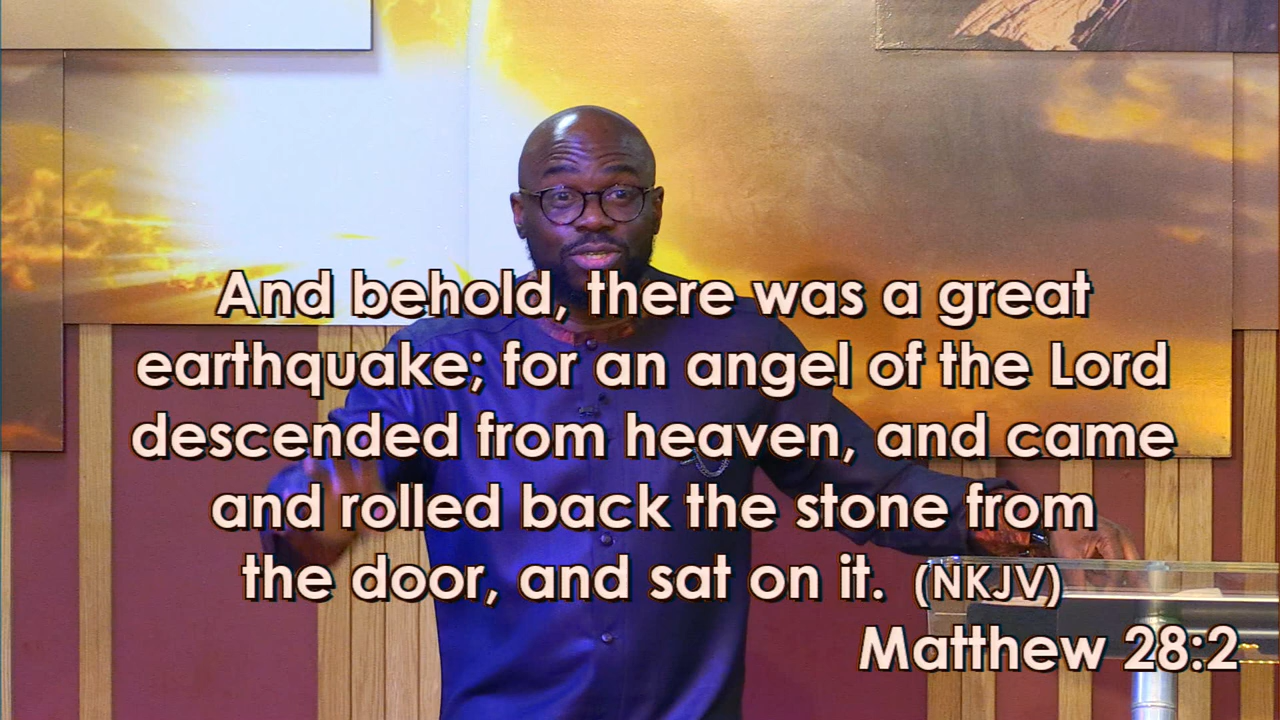 And behold, there was a great
earthquake; for an angel of the Lord
descended from heaven, and came
and rolled back the stone from
the door, and sat on it. (NKJV)
Matthew 28:2